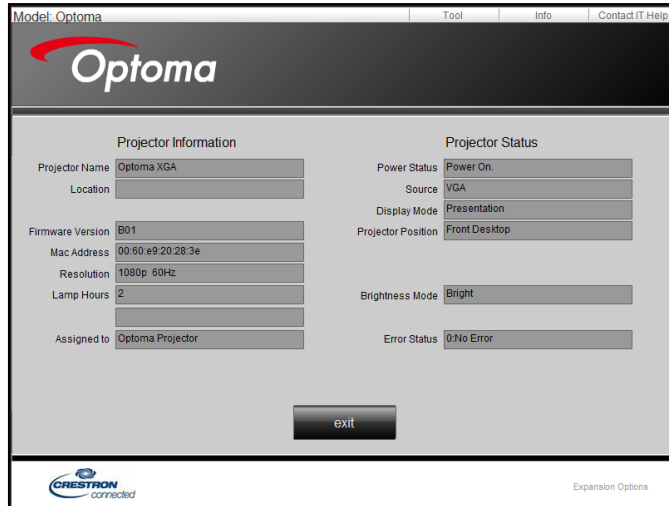 Model: Optoma Tool Info Contact IT Help
Optoma
Projector Information
Projector Name Optoma XGA
Location
Firmware Version B01
Mac Address 00:60:e9:20:28:3e
Resolution 1080p 60Hz
Lamp Hours 2
Assigned to Optoma Projector
Projector Status
Power Status Power On.
Source VGA
Display Mode Presentation
Projector Position Front Desktop
Brightness Mode Bright
Error Status 0:No Error
exit
CRESTRON
connected
Expansion Options